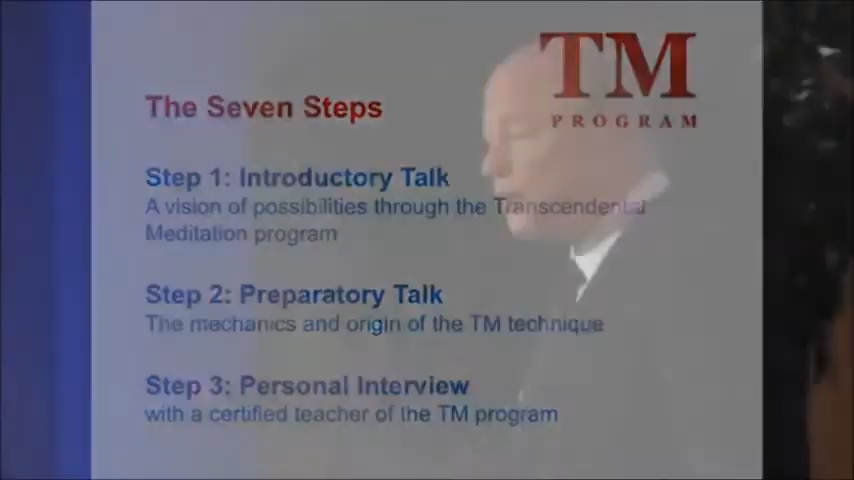 TM
PROGRAM
The Seven Steps
Step 1: Introductory Talk
A vision of possibilities through the Transcendental
Meditation program
Step 2: Preparatory Talk
The mechanics and origin of the TM technique
Step 3: Personal Interview
with a certified teacher of the TM program